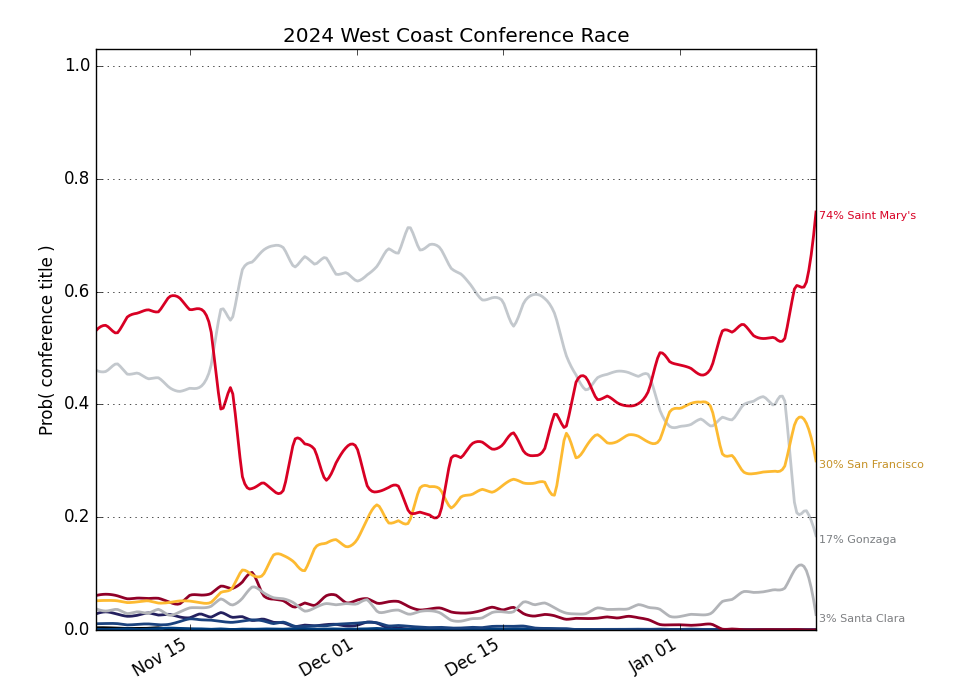 2024 West Coast Conference Race
Prob( conference title )
1.0
0.8
0.6
0.4
0.2
0.0
Nov 15
Dec 01
Dec 15
Jan 01
74% Saint Mary's
30% San Francisco
17% Gonzaga
3% Santa Clara